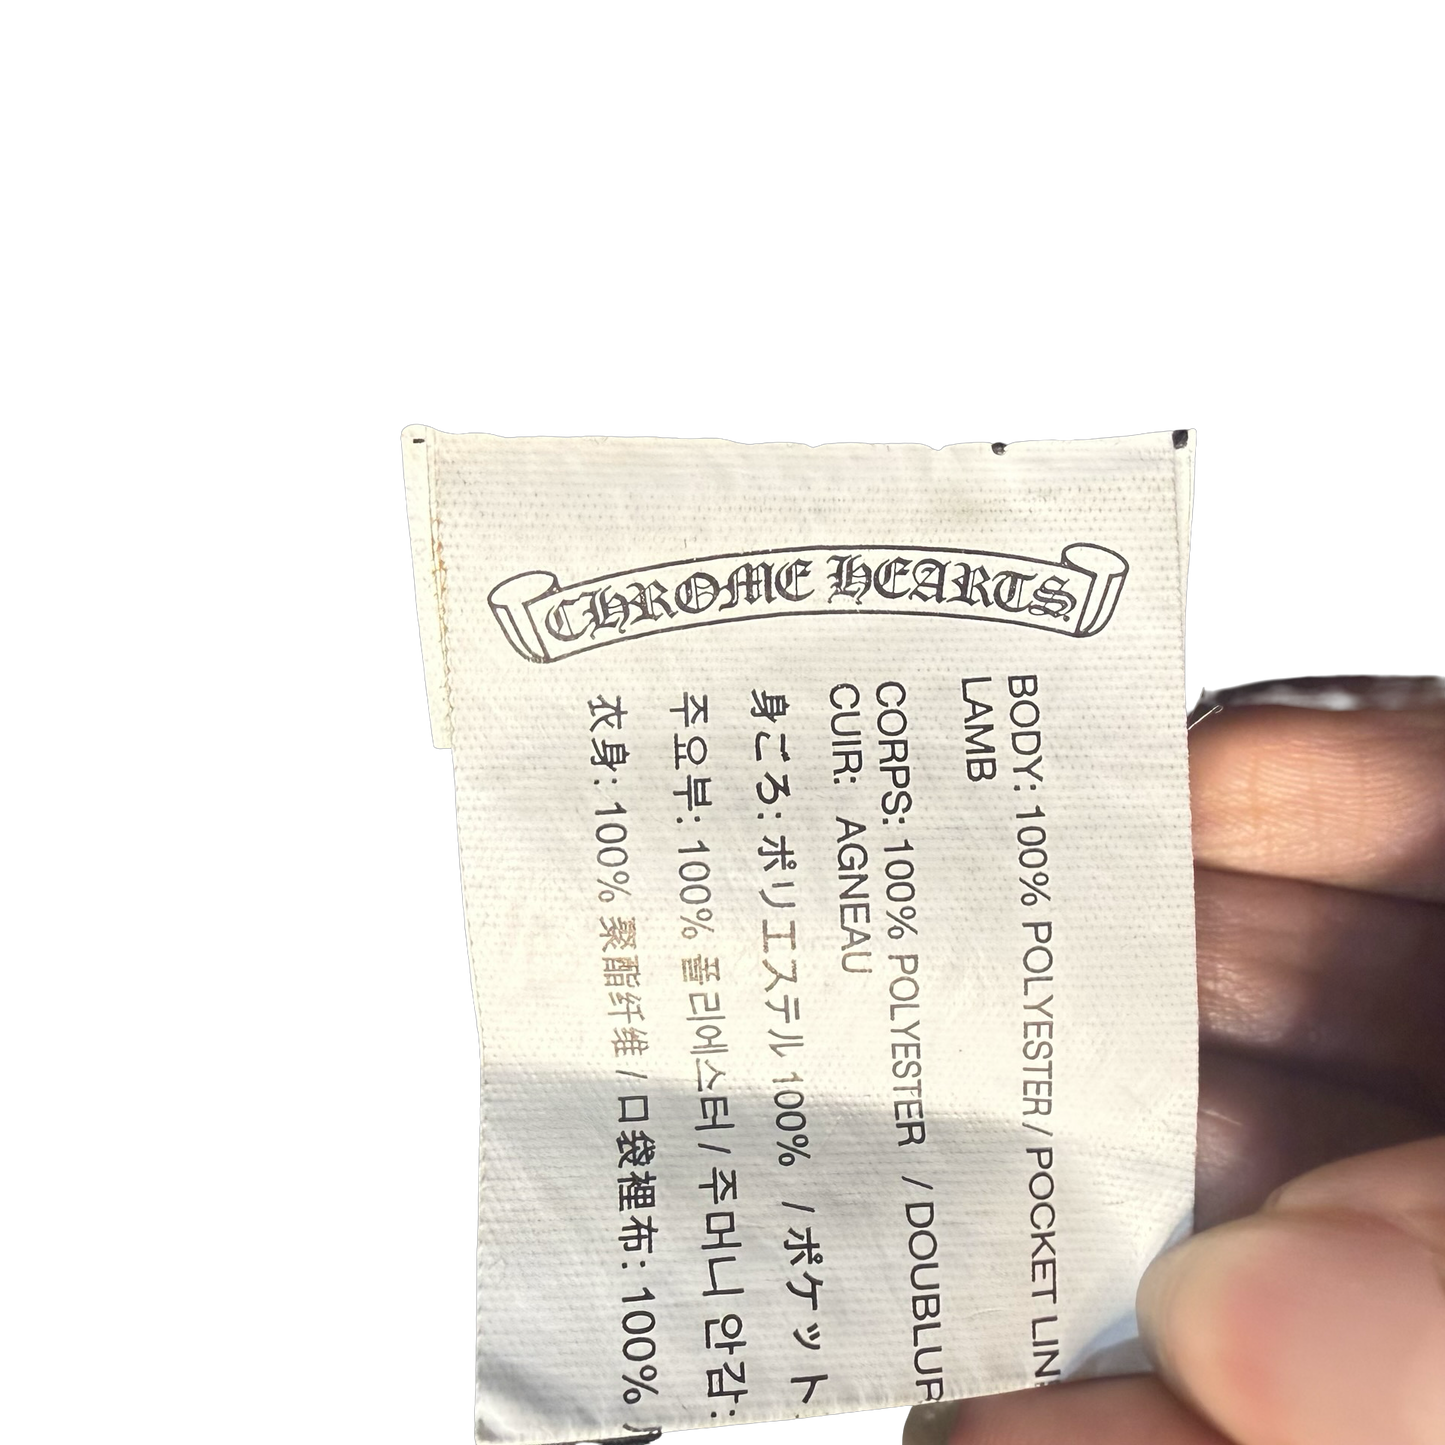 CHROME HEARTS
BODY: 100% POLYESTER / POCKET
LAMB
CORPS: 100% POLYESTER / DOUBLUR
CUIR: AGNEAU
身ごろ: ポリエステル 100% / ポケット
주요부: 100% 폴리에스터 / 주머니 안감:
衣身: 100% 聚酯纤维 / 口袋裡布: 100%